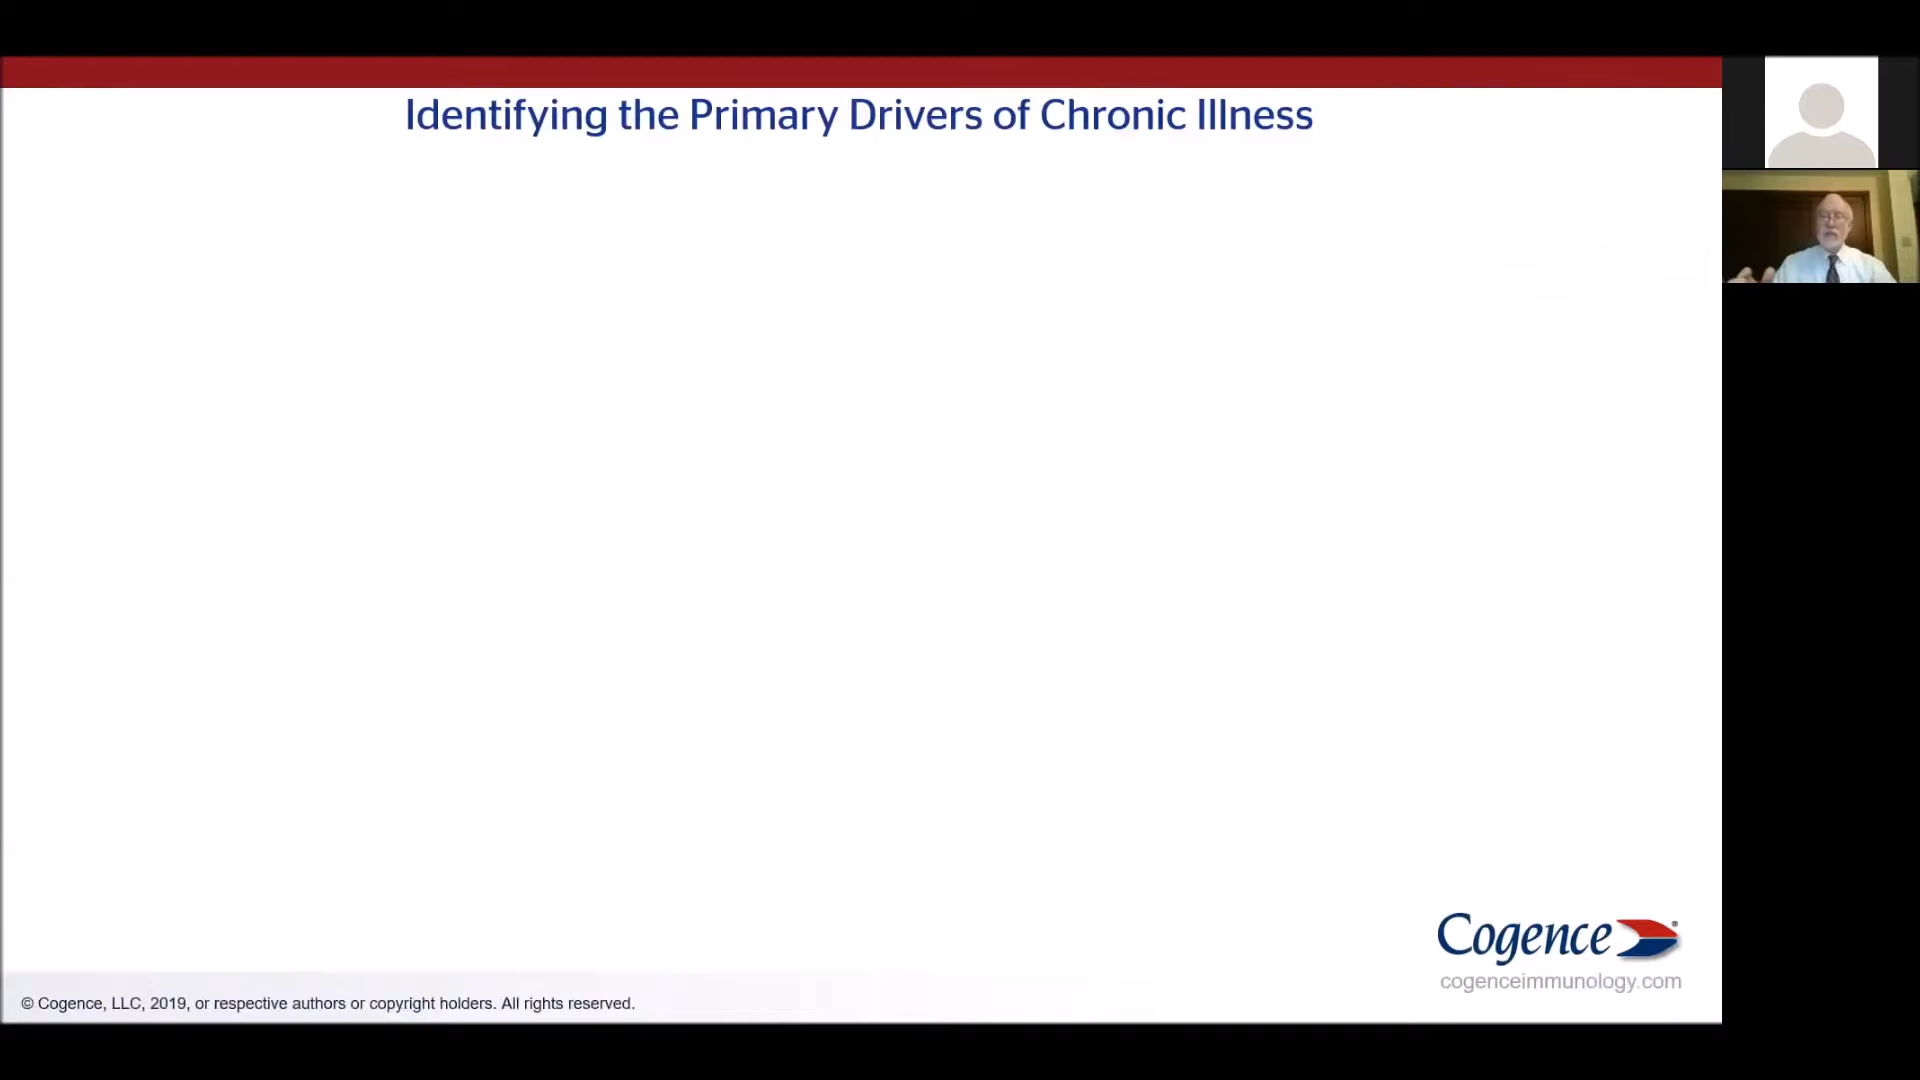 Identifying the Primary Drivers of Chronic Illness
Cogence®
cogenceimmunology.com
© Cogence, LLC, 2019, or respective authors or copyright holders. All rights reserved.